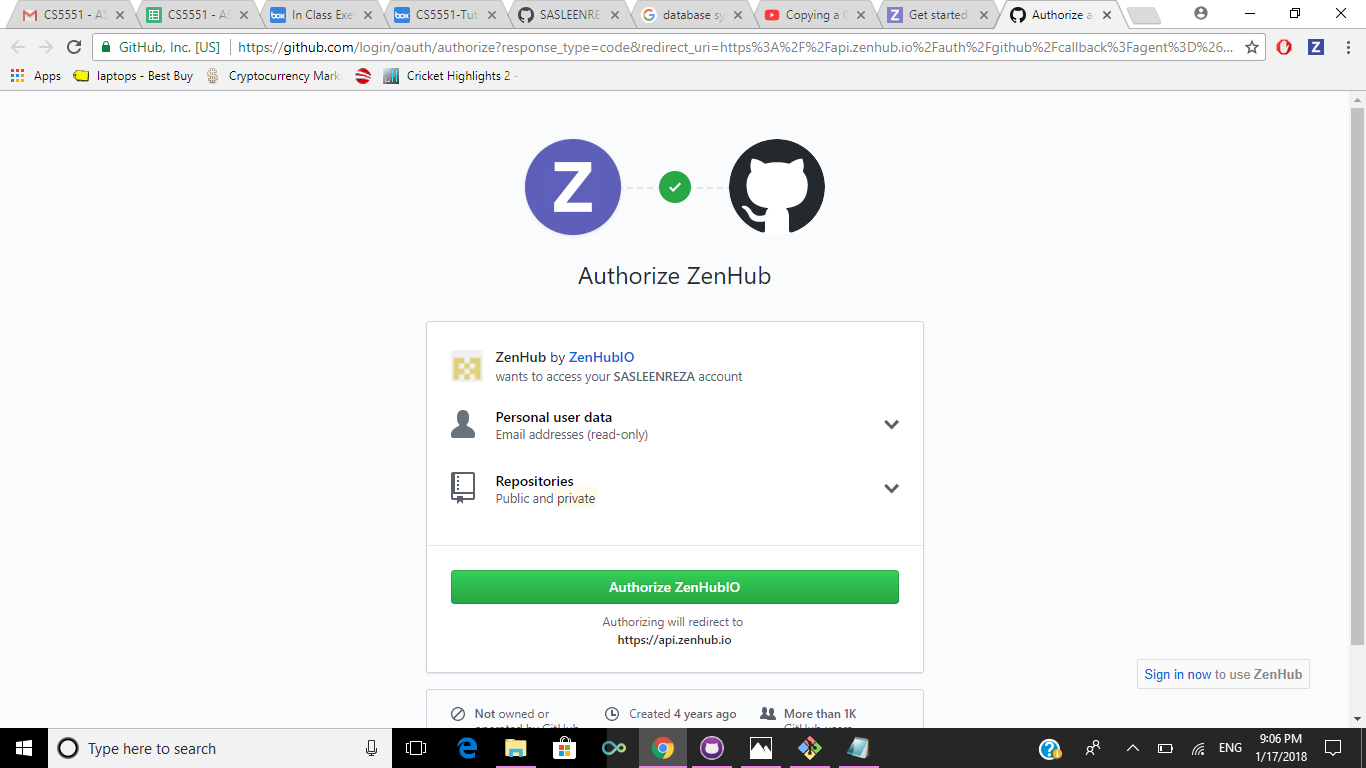 CS5551 - AS
CS5551 - AS
In Class Exe
CS5551-Tut
SASLEENRE
database sy
Copying a
Get started
Authorize a
GitHub, Inc. [US]
https://github.com/login/oauth/authorize?response_type=code&redirect_uri=https%3A%2F%2Fapi.zenhub.io%2Fauth%2Fgithub%2Fcallback%3Fagent%3D%26...
Apps
laptops - Best Buy
Cryptocurrency Mark
Cricket Highlights 2 -
Z
Authorize ZenHub
ZenHub by ZenHubIO
wants to access your SASLEENREZA account
Personal user data
Email addresses (read-only)
Repositories
Public and private
Authorize ZenHubIO
Authorizing will redirect to
https://api.zenhub.io
Sign in now to use ZenHub
Not owned or
operated by GitHub
Created 4 years ago
More than 1K
GitHub users
Type here to search
ENG
9:06 PM
1/17/2018